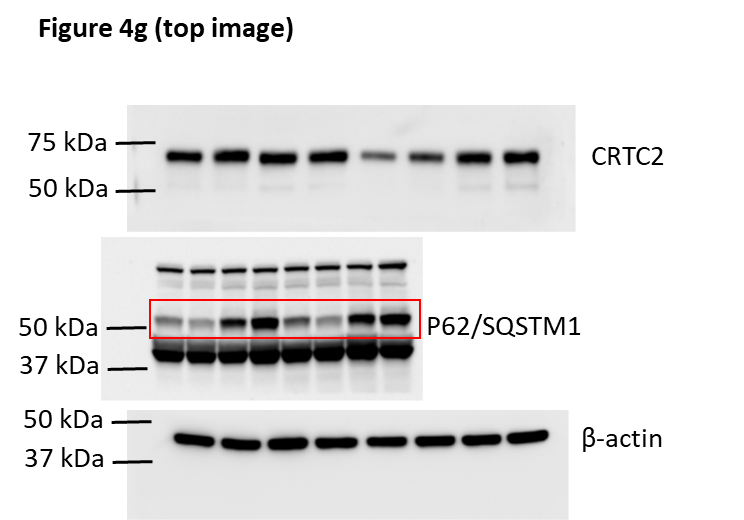 Figure 4g (top image)
75 kDa
50 kDa
CRTC2
50 kDa
37 kDa
P62/SQSTM1
50 kDa
37 kDa
β-actin